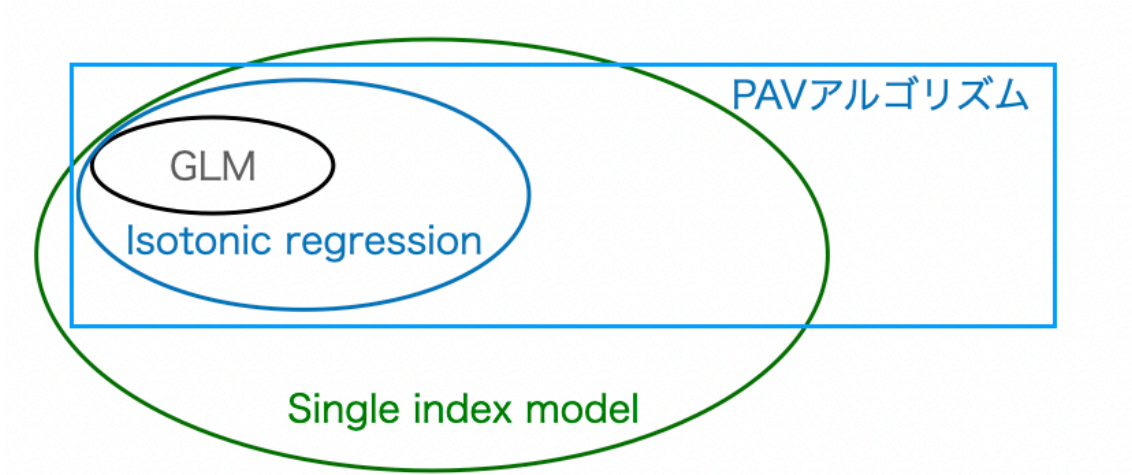 PAVアルゴリズム
GLM
Isotonic regression
Single index model